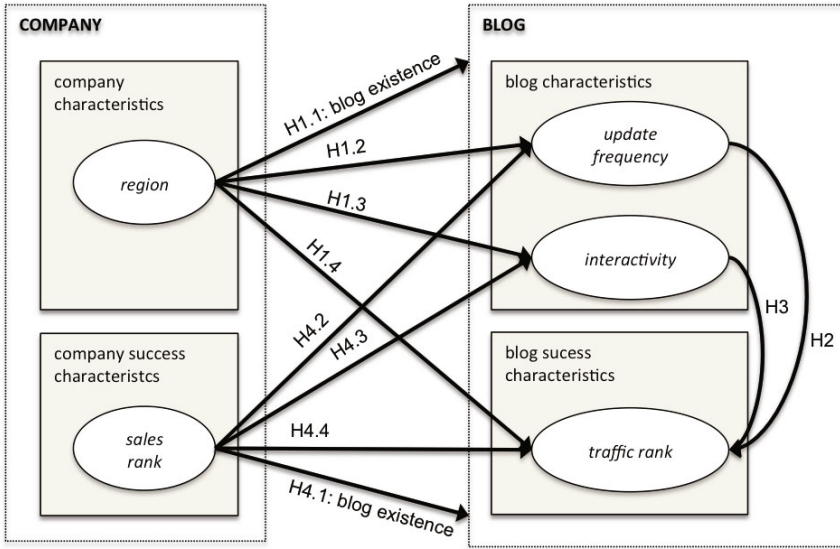 COMPANY
company
characteristics
region
company success
characteristcs
sales
rank
H1.1: blog existence
H1.2
H1.3
H1.4
H4.2
H4.3
H4.4
H4.1: blog existence
BLOG
blog characteristics
update
frequency
interactivity
blog sucess
characteristics
traffic rank
H3
H2